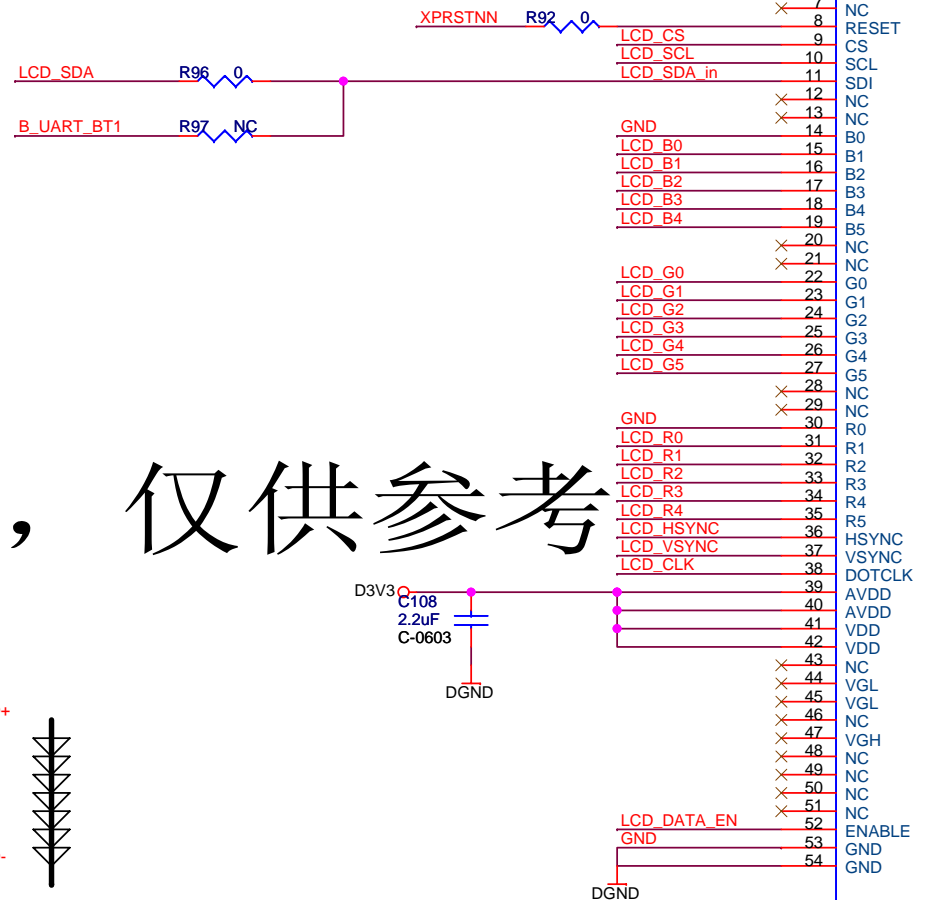 7 NC
XPRSTNN R92 0 8 RESET
LCD_CS 9 CS
LCD_SCL 10 SCL
LCD_SDA R96 0 LCD_SDA_in 11 SDI
12 NC
13 NC
B_UART_BT1 R97 NC GND 14 B0
LCD_B0 15 B1
LCD_B1 16 B2
LCD_B2 17 B3
LCD_B3 18 B4
LCD_B4 19 B5
20 NC
21 NC
LCD_G0 22 G0
LCD_G1 23 G1
LCD_G2 24 G2
LCD_G3 25 G3
LCD_G4 26 G4
LCD_G5 27 G5
28 NC
29 NC
GND 30 R0
LCD_R0 31 R1
LCD_R1 32 R2
LCD_R2 33 R3
LCD_R3 34 R4
LCD_R4 35 R5
，仅供参考
LCD_HSYNC 36 HSYNC
LCD_VSYNC 37 VSYNC
LCD_CLK 38 DOTCLK
D3V3 39 AVDD
C108 40 AVDD
2.2uF 41 VDD
C-0603 42 VDD
43 NC
DGND 44 VGL
45 VGL
+ 46 NC
47 VGH
48 NC
49 NC
50 NC
51 NC
LCD_DATA_EN 52 ENABLE
- GND 53 GND
54 GND
DGND